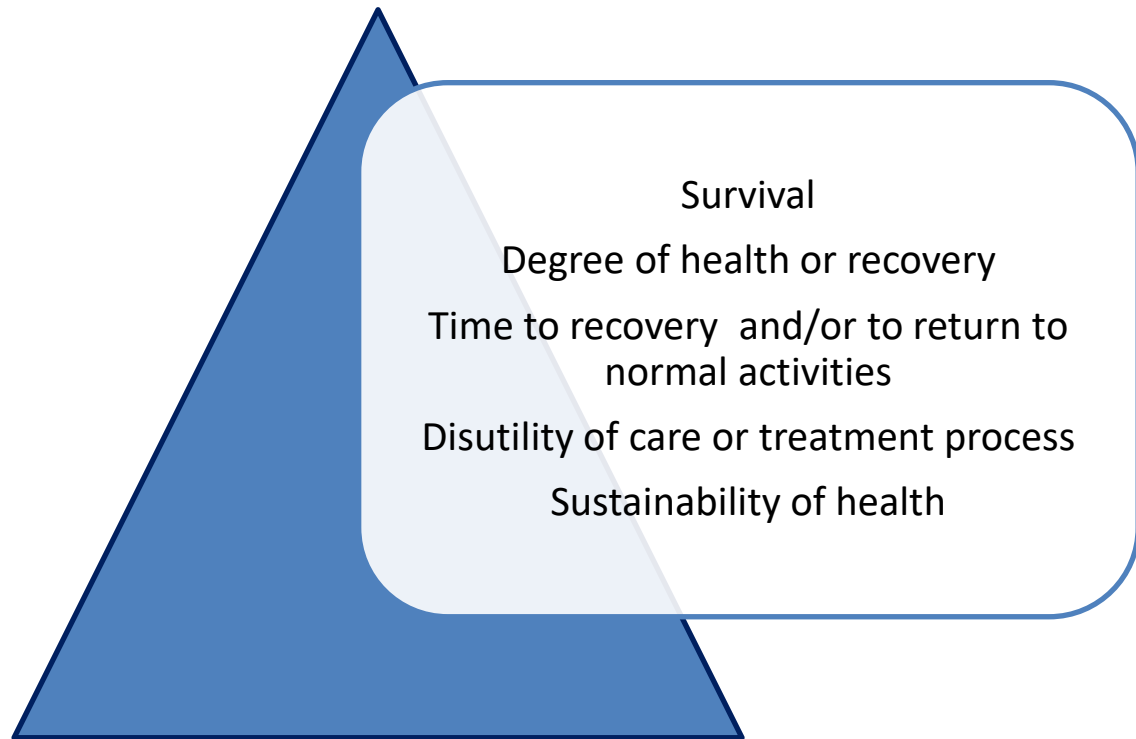 Survival
Degree of health or recovery
Time to recovery  and/or to return to
normal activities
Disutility of care or treatment process
Sustainability of health